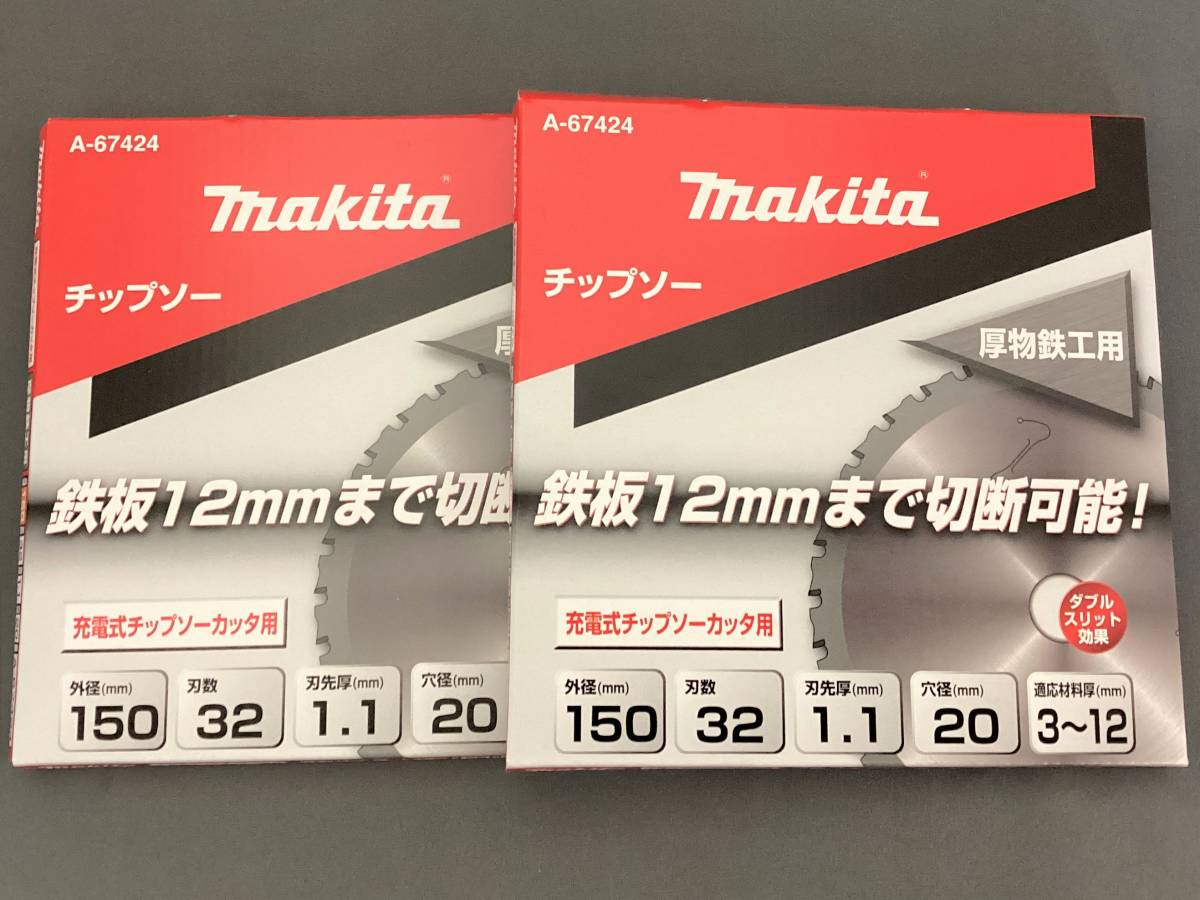 A-67424
makita®
チップソー
厚
鉄板12mmまで切断
充電式チップソーカッタ用
外径(mm)
150
刃数
32
刃先厚(mm)
1.1
穴径(mm)
20
A-67424
makita®
チップソー
厚物鉄工用
鉄板12mmまで切断可能!
ダブル
スリット
効果
充電式チップソーカッタ用
外径(mm)
150
刃数
32
刃先厚(mm)
1.1
穴径(mm)
20
適応材料厚(mm)
3～12